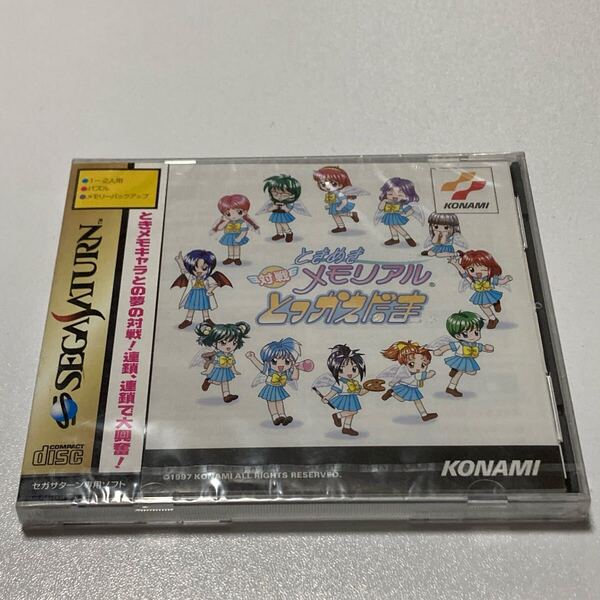 1～2人用
パズル
メモリーバックアップ
SEGA SATURN™
COMPACT
disc
セガサターン専用ソフト
ときメモキャラとの夢の対戦！連鎖、連鎖で大興奮！
KONAMI
ときめき
対戦
メモリアル®
とっかえだま
©1997 KONAMI ALL RIGHTS RESERVED.
KONAMI